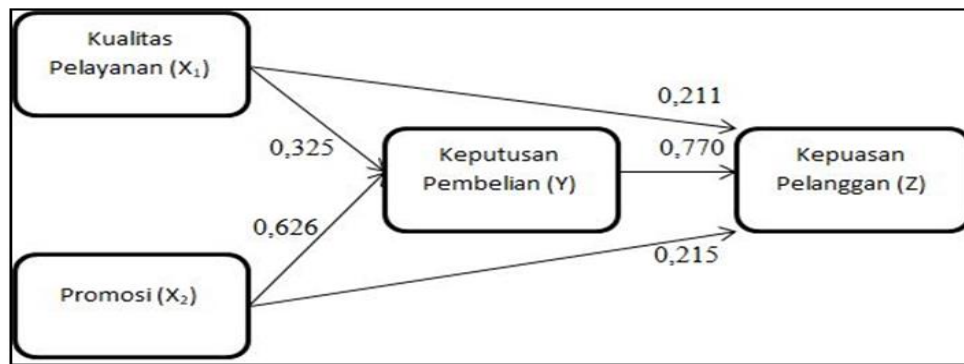 Kualitas
Pelayanan (X₁)
0,211
0,325
Keputusan
Pembelian (Y)
0,770
Kepuasan
Pelanggan (Z)
0,626
0,215
Promosi (X₂)